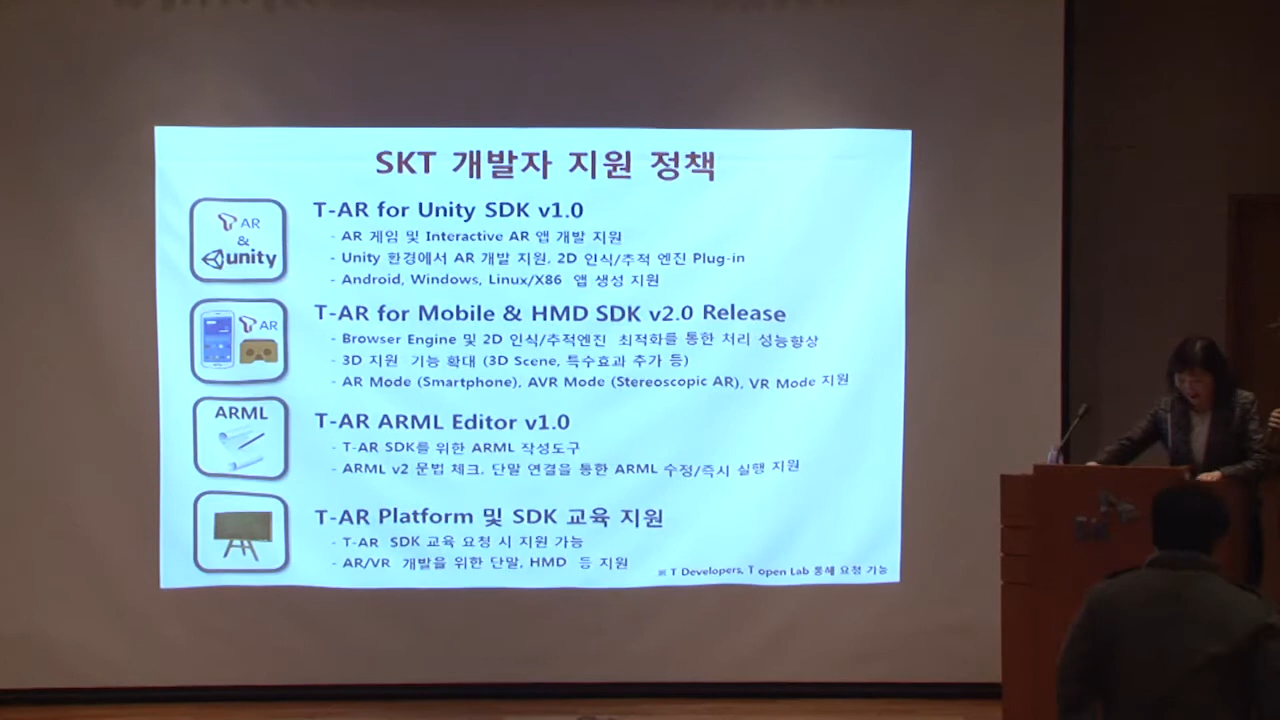 SKT 개발자 지원 정책
AR
&
unity
T-AR for Unity SDK v1.0
- AR 게임 및 Interactive AR 앱 개발 지원
- Unity 환경에서 AR 개발 지원, 2D 인식/추적 엔진 Plug-in
- Android, Windows, Linux/X86 앱 생성 지원
AR
T-AR for Mobile & HMD SDK v2.0 Release
- Browser Engine 및 2D 인식/추적엔진 최적화를 통한 처리 성능향상
- 3D 지원 기능 확대 (3D Scene, 특수효과 추가 등)
- AR Mode (Smartphone), AVR Mode (Stereoscopic AR), VR Mode 지원
ARML
T-AR ARML Editor v1.0
- T-AR SDK를 위한 ARML 작성도구
- ARML v2 문법 체크, 단말 연결을 통한 ARML 수정/즉시 실행 지원
T-AR Platform 및 SDK 교육 지원
- T-AR SDK 교육 요청 시 지원 가능
- AR/VR 개발을 위한 단말, HMD 등 지원
※ T Developers, T open Lab 통해 요청 가능